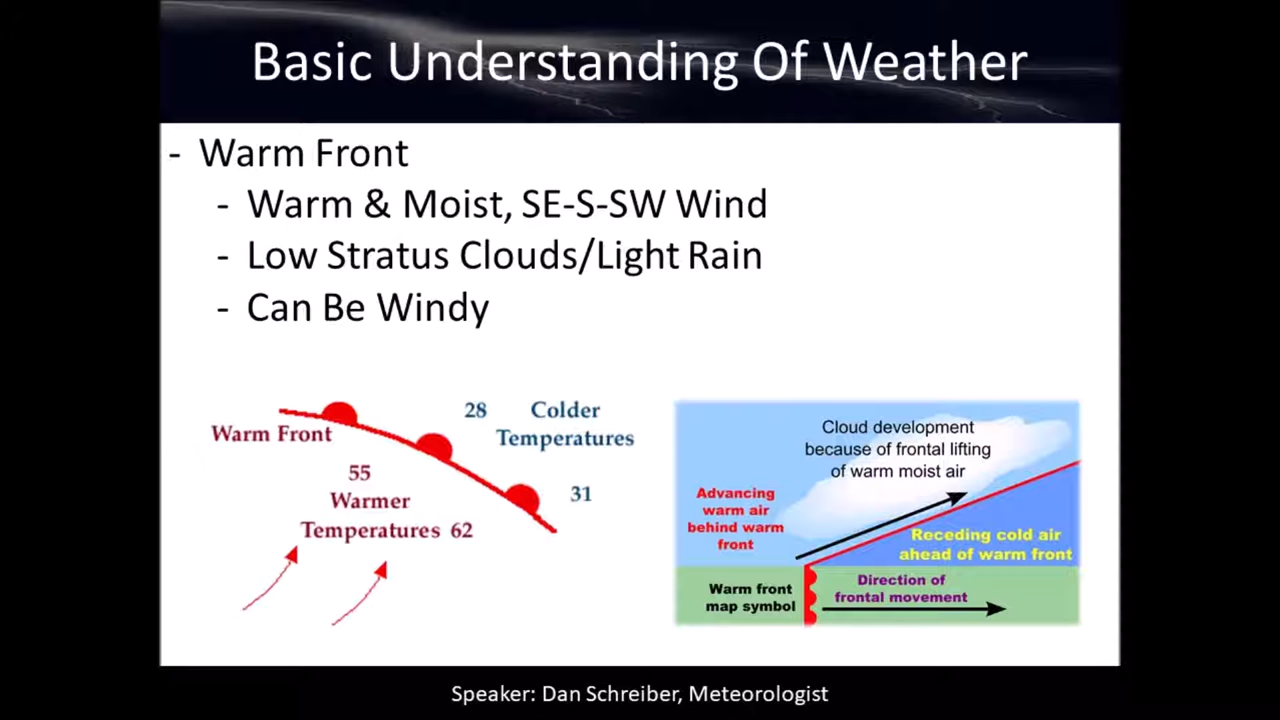 Basic Understanding Of Weather
- Warm Front
- Warm & Moist, SE-S-SW Wind
- Low Stratus Clouds/Light Rain
- Can Be Windy
Warm Front
28
Colder
Temperatures
55
Warmer
Temperatures 62
31
Cloud development
because of frontal lifting
of warm moist air
Advancing
warm air
behind warm
front
Receding cold air
ahead of warm front
Warm front
map symbol
Direction of
frontal movement
Speaker: Dan Schreiber, Meteorologist